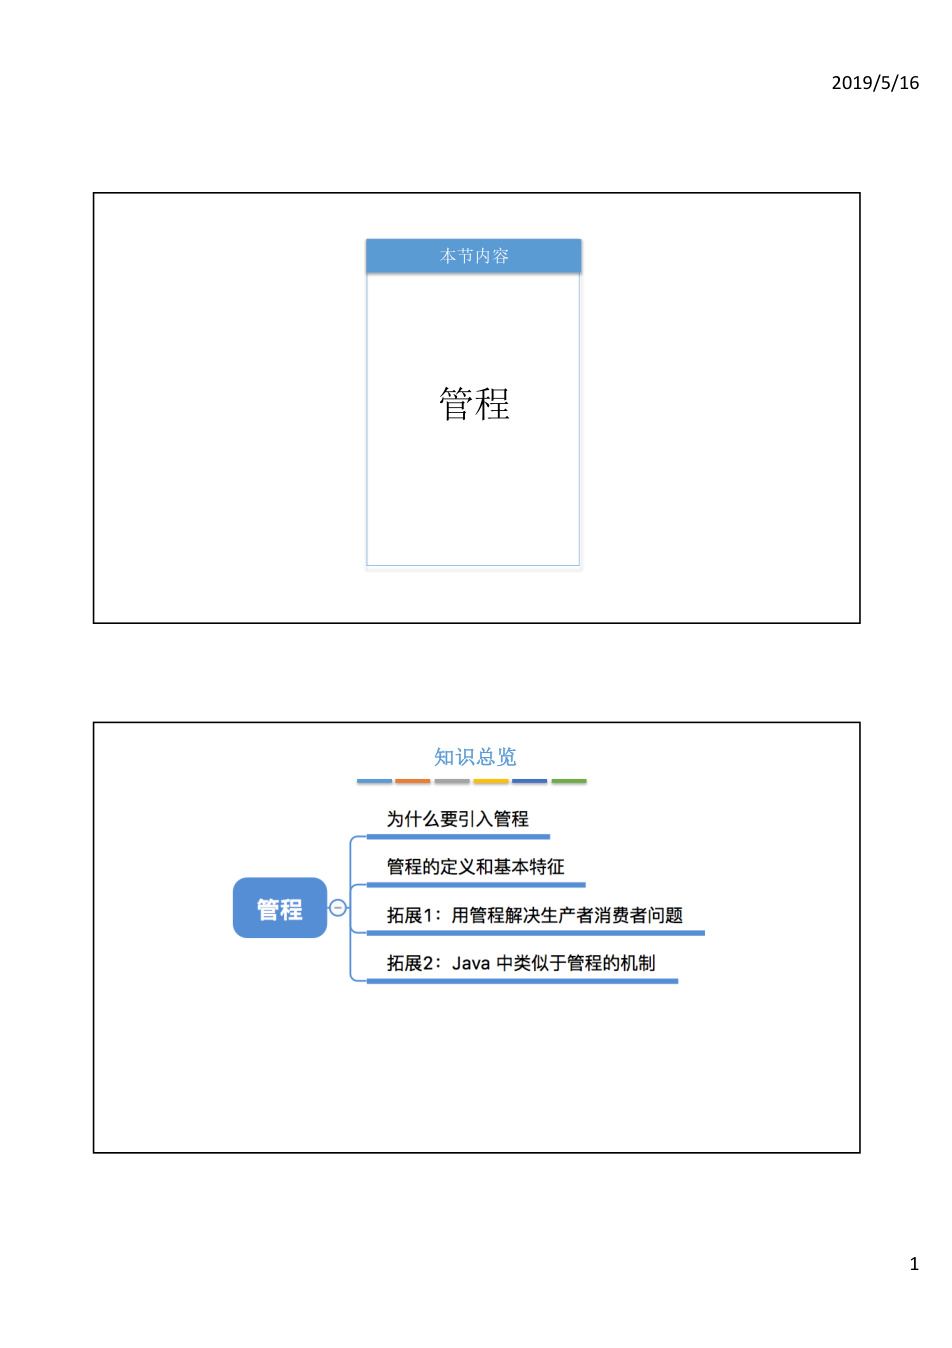 2019/5/16
本节内容
管程
知识总览
为什么要引入管程
管程的定义和基本特征
管程
拓展1：用管程解决生产者消费者问题
拓展2：Java 中类似于管程的机制
1